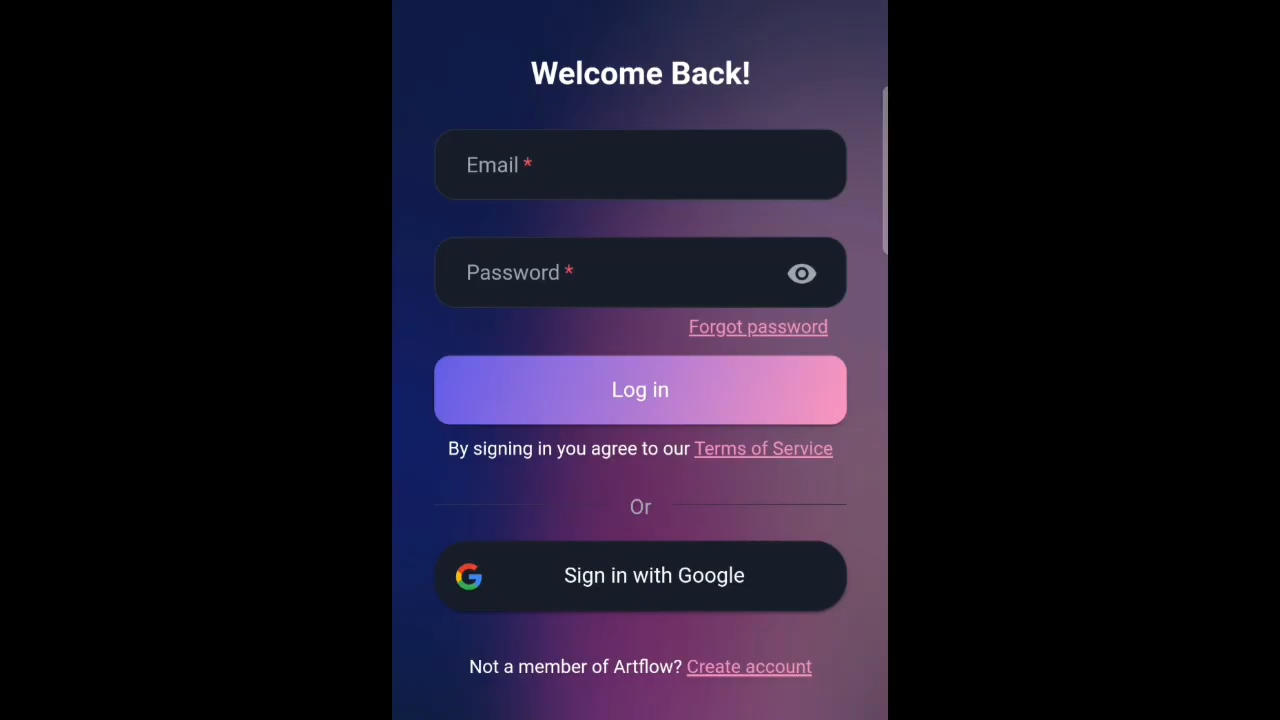 Welcome Back!
Email *
Password *
Forgot password
Log in
By signing in you agree to our Terms of Service
Or
Sign in with Google
Not a member of Artflow? Create account